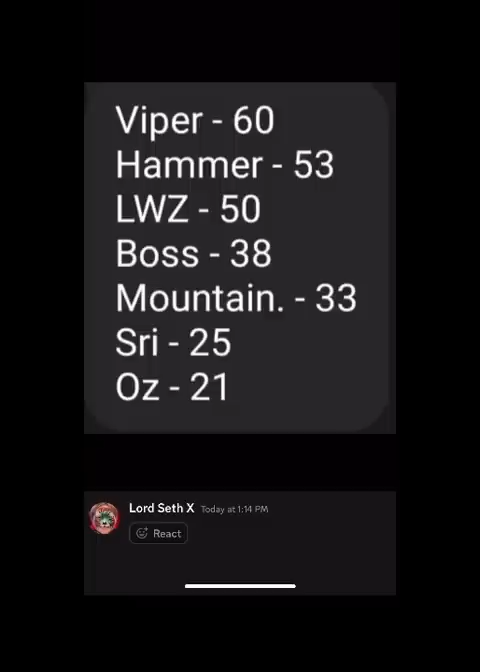 Viper - 60
Hammer - 53
LWZ - 50
Boss - 38
Mountain. - 33
Sri - 25
Oz - 21
Lord Seth X Today at 1:14 PM
React